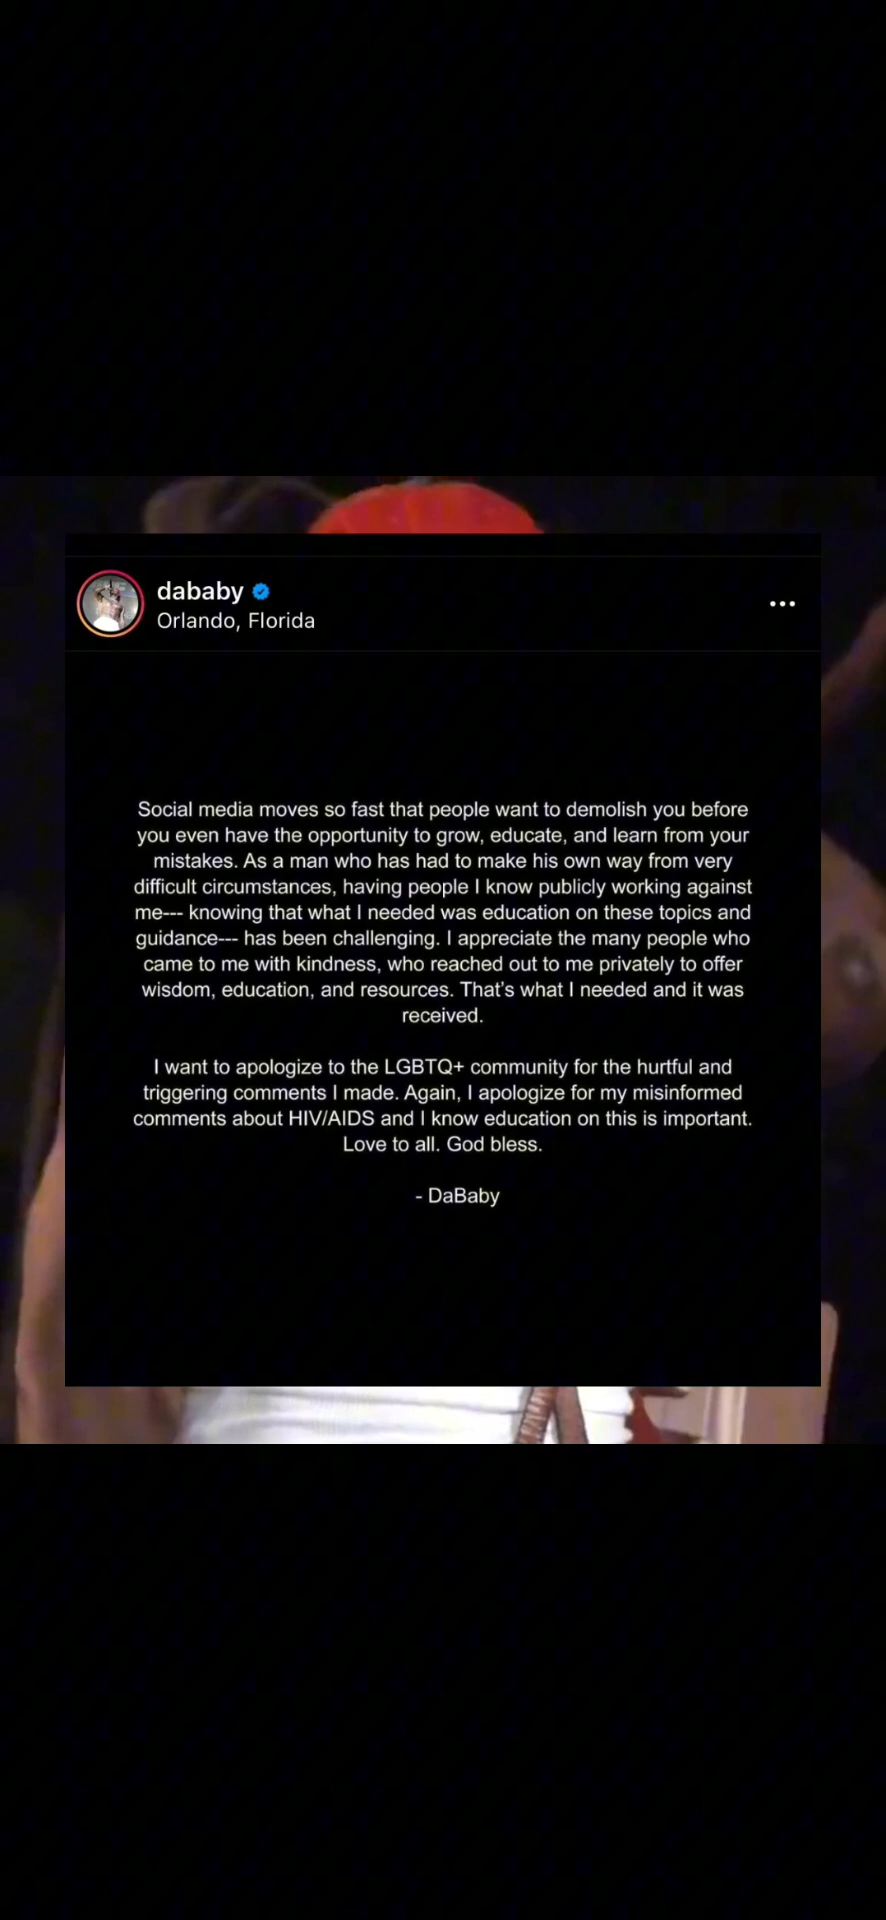 dababy
Orlando, Florida
Social media moves so fast that people want to demolish you before
you even have the opportunity to grow, educate, and learn from your
mistakes. As a man who has had to make his own way from very
difficult circumstances, having people I know publicly working against
me--- knowing that what I needed was education on these topics and
guidance--- has been challenging. I appreciate the many people who
came to me with kindness, who reached out to me privately to offer
wisdom, education, and resources. That's what I needed and it was
received.
I want to apologize to the LGBTQ+ community for the hurtful and
triggering comments I made. Again, I apologize for my misinformed
comments about HIV/AIDS and I know education on this is important.
Love to all. God bless.
- DaBaby